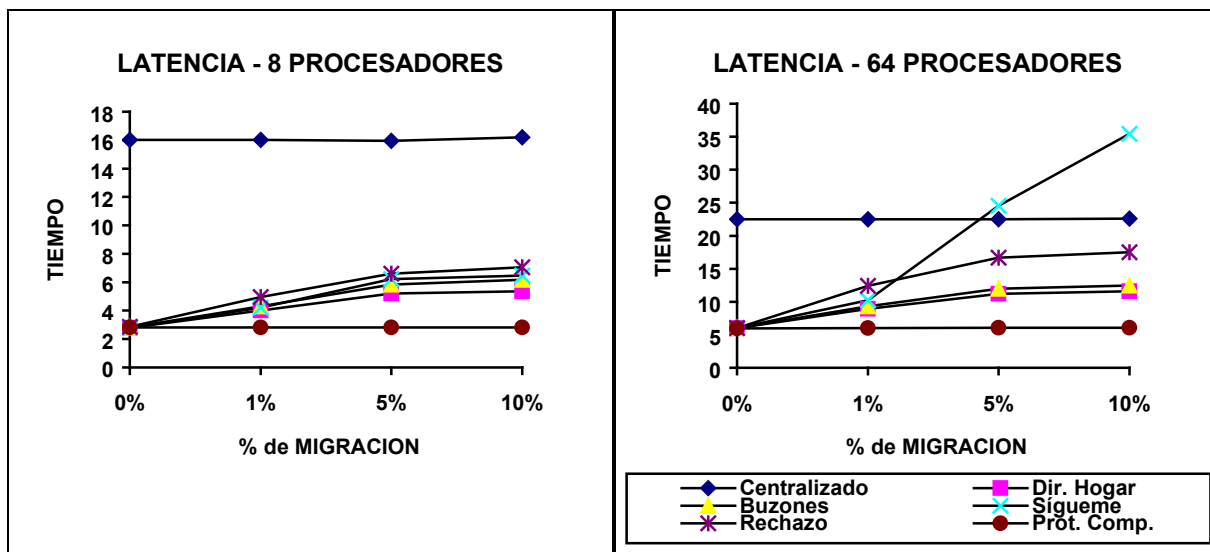 LATENCIA - 8 PROCESADORES
18
16
14
12
10
8
6
4
2
0
TIEMPO
0% 1% 5% 10%
% de MIGRACION
LATENCIA - 64 PROCESADORES
40
35
30
25
20
15
10
5
0
TIEMPO
0% 1% 5% 10%
% de MIGRACION
Centralizado Dir. Hogar
Buzones Sígueme
Rechazo Prot. Comp.